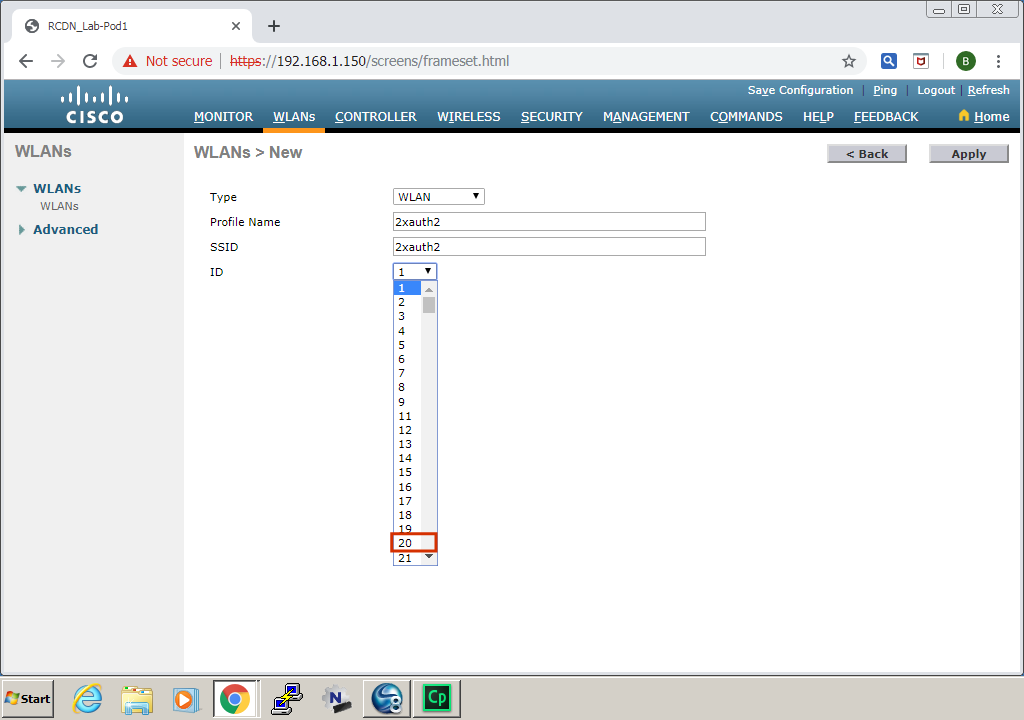 RCDN_Lab-Pod1
Not secure https://192.168.1.150/screens/frameset.html
B
Save Configuration | Ping | Logout | Refresh
CISCO
MONITOR WLANs CONTROLLER WIRELESS SECURITY MANAGEMENT COMMANDS HELP FEEDBACK Home
WLANs
WLANs
WLANs
Advanced
WLANs > New
< Back Apply
Type WLAN
Profile Name 2xauth2
SSID 2xauth2
ID 1
1
2
3
4
5
6
7
8
9
11
12
13
14
15
16
17
18
19
20
21
Start
N
Cp